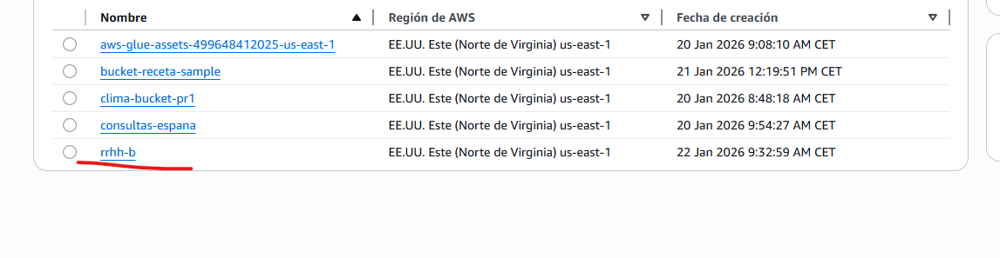 Nombre Región de AWS Fecha de creación
aws-glue-assets-499648412025-us-east-1 EE.UU. Este (Norte de Virginia) us-east-1 20 Jan 2026 9:08:10 AM CET
bucket-receta-sample EE.UU. Este (Norte de Virginia) us-east-1 21 Jan 2026 12:19:51 PM CET
clima-bucket-pr1 EE.UU. Este (Norte de Virginia) us-east-1 20 Jan 2026 8:48:18 AM CET
consultas-espana EE.UU. Este (Norte de Virginia) us-east-1 20 Jan 2026 9:54:27 AM CET
rrhh-b EE.UU. Este (Norte de Virginia) us-east-1 22 Jan 2026 9:32:59 AM CET